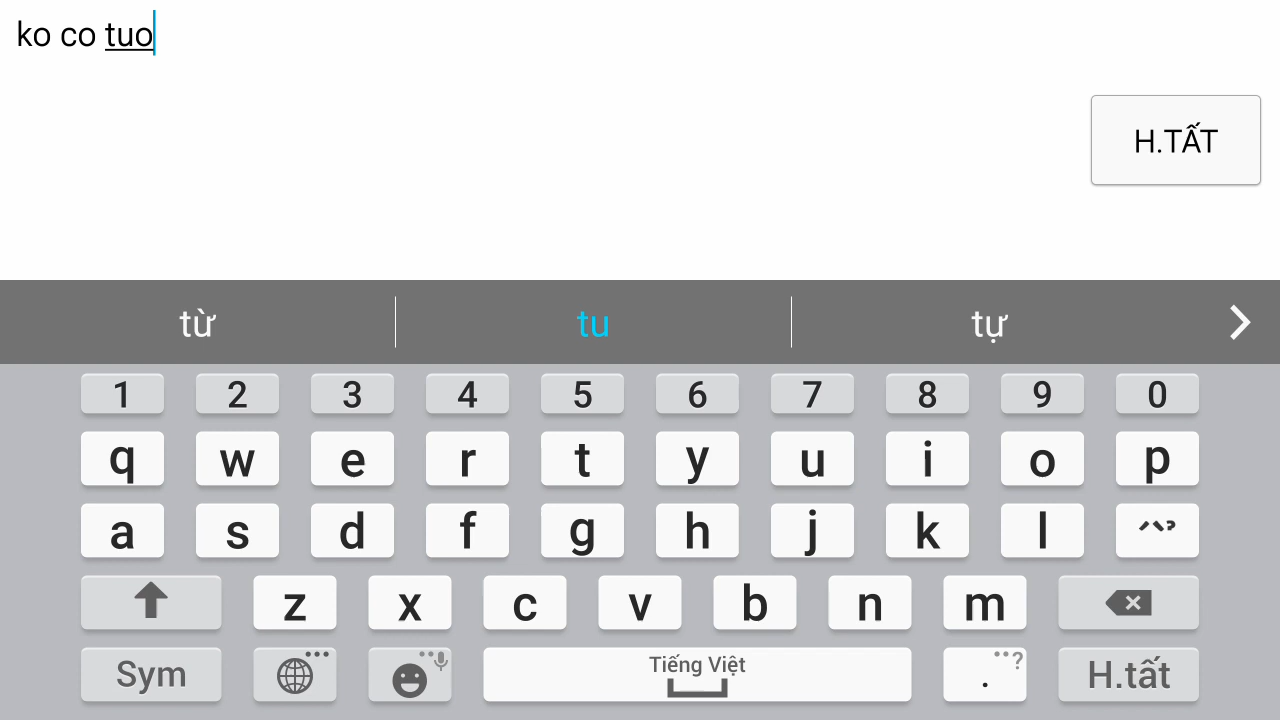 ko co tuo
H.TẤT
từ tu tự
1 2 3 4 5 6 7 8 9 0
q w e r t y u i o p
a s d f g h j k l
z x c v b n m
Sym Tiếng Việt . ? H.tất